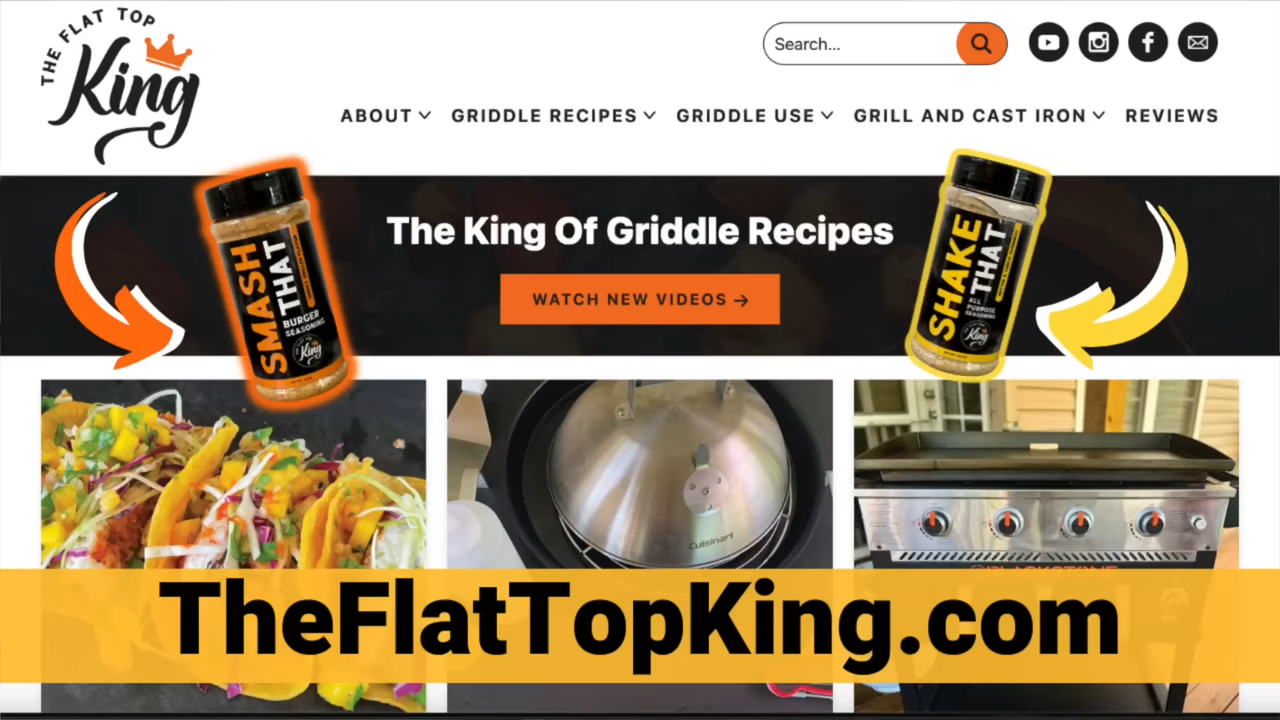 THE FLAT TOP
King
Search...
ABOUT
GRIDDLE RECIPES
GRIDDLE USE
GRILL AND CAST IRON
REVIEWS
The King Of Griddle Recipes
WATCH NEW VIDEOS →
SMASH
THAT
BURGER
SEASONING
King
SHAKE
THAT
ALL
PURPOSE
SEASONING
King
Cuisinart
BLACKSTONE
TheFlatTopKing.com